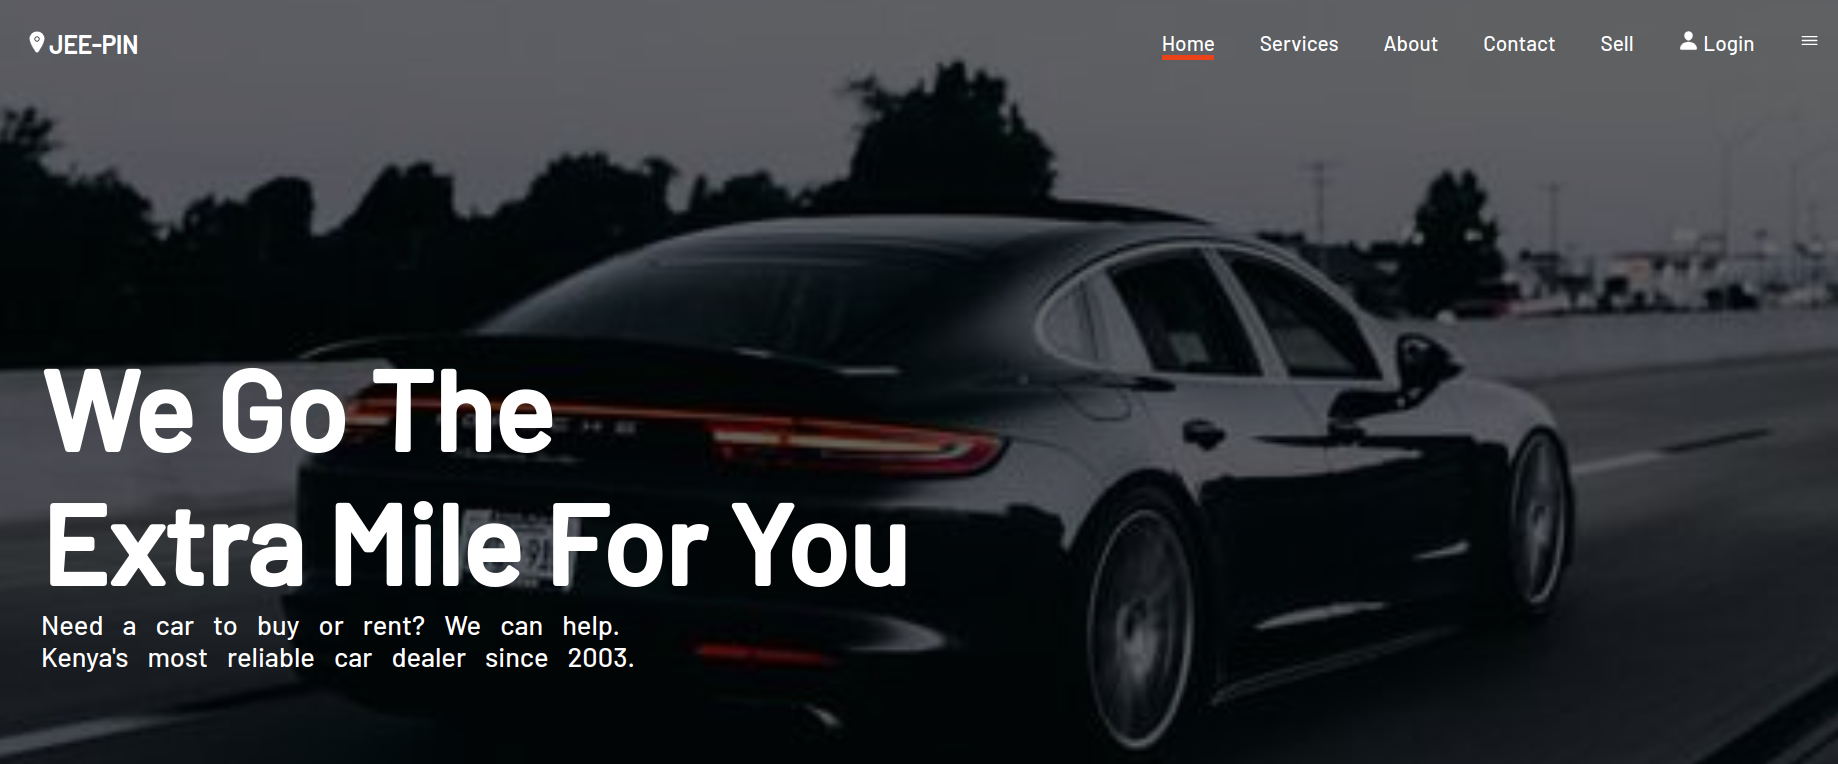 JEE-PIN
Home Services About Contact Sell Login
We Go The
Extra Mile For You
Need a car to buy or rent? We can help.
Kenya's most reliable car dealer since 2003.